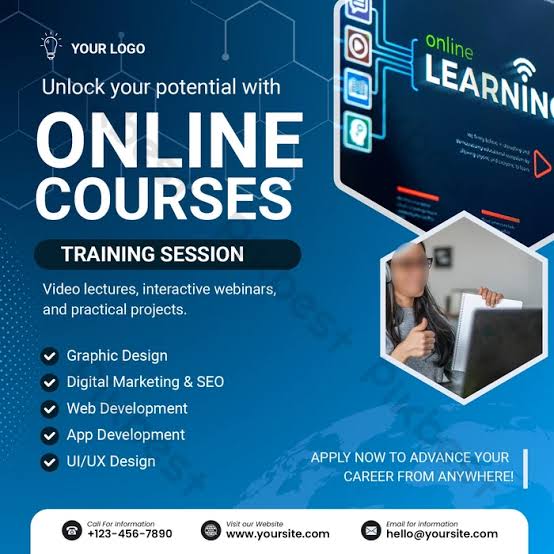 YOUR LOGO
Unlock your potential with
ONLINE
COURSES
TRAINING SESSION
Video lectures, interactive webinars,
and practical projects.
Graphic Design
Digital Marketing & SEO
Web Development
App Development
UI/UX Design
online
LEARNING
APPLY NOW TO ADVANCE YOUR
CAREER FROM ANYWHERE!
Call For information
+123-456-7890
Visit our Website
www.yoursite.com
Email for information
hello@yoursite.com
pikbest